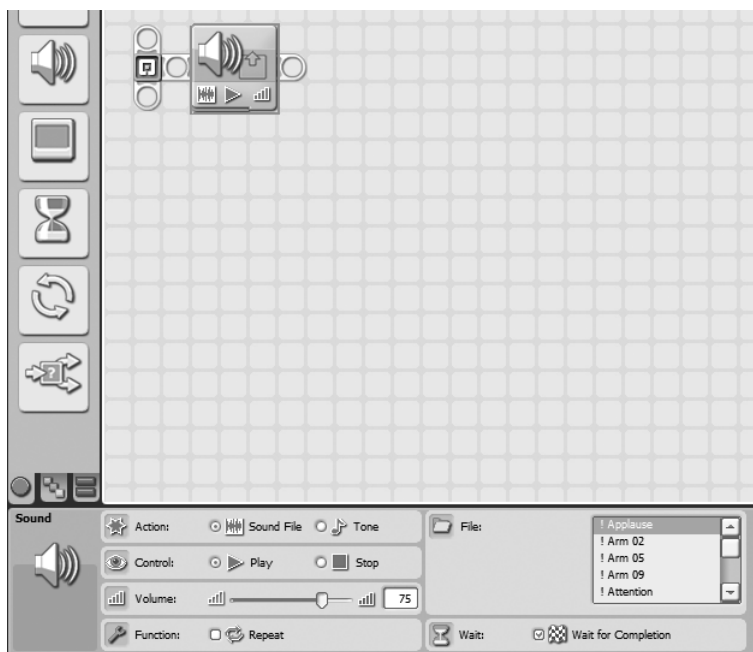 Sound
Action: Sound File Tone
Control: Play Stop
Volume: 75
Function: Repeat
File: ! Applause
! Arm 02
! Arm 05
! Arm 09
! Attention
Wait: Wait for Completion